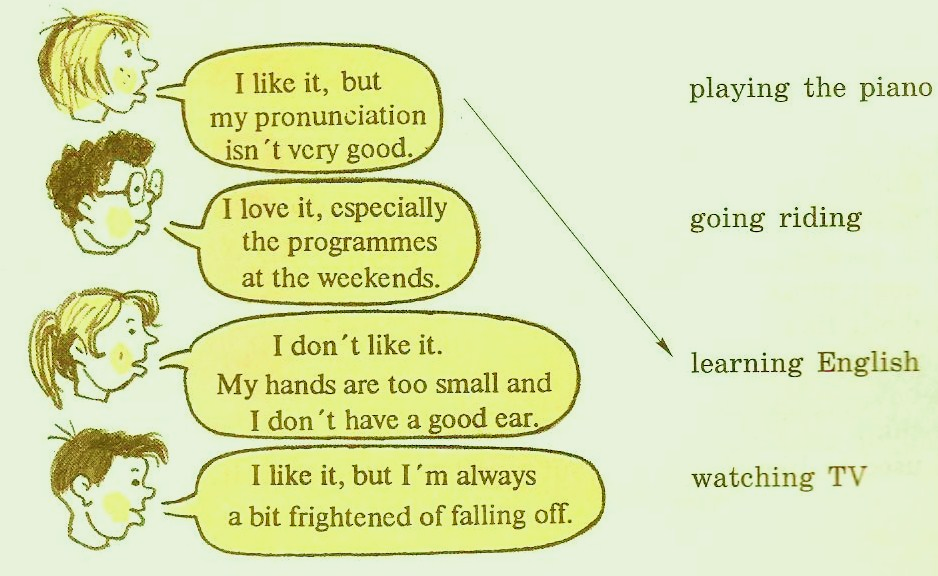 I like it, but
my pronunciation
isn´t very good.
I love it, especially
the programmes
at the weekends.
I don´t like it.
My hands are too small and
I don´t have a good ear.
I like it, but I´m always
a bit frightened of falling off.
playing the piano
going riding
learning English
watching TV